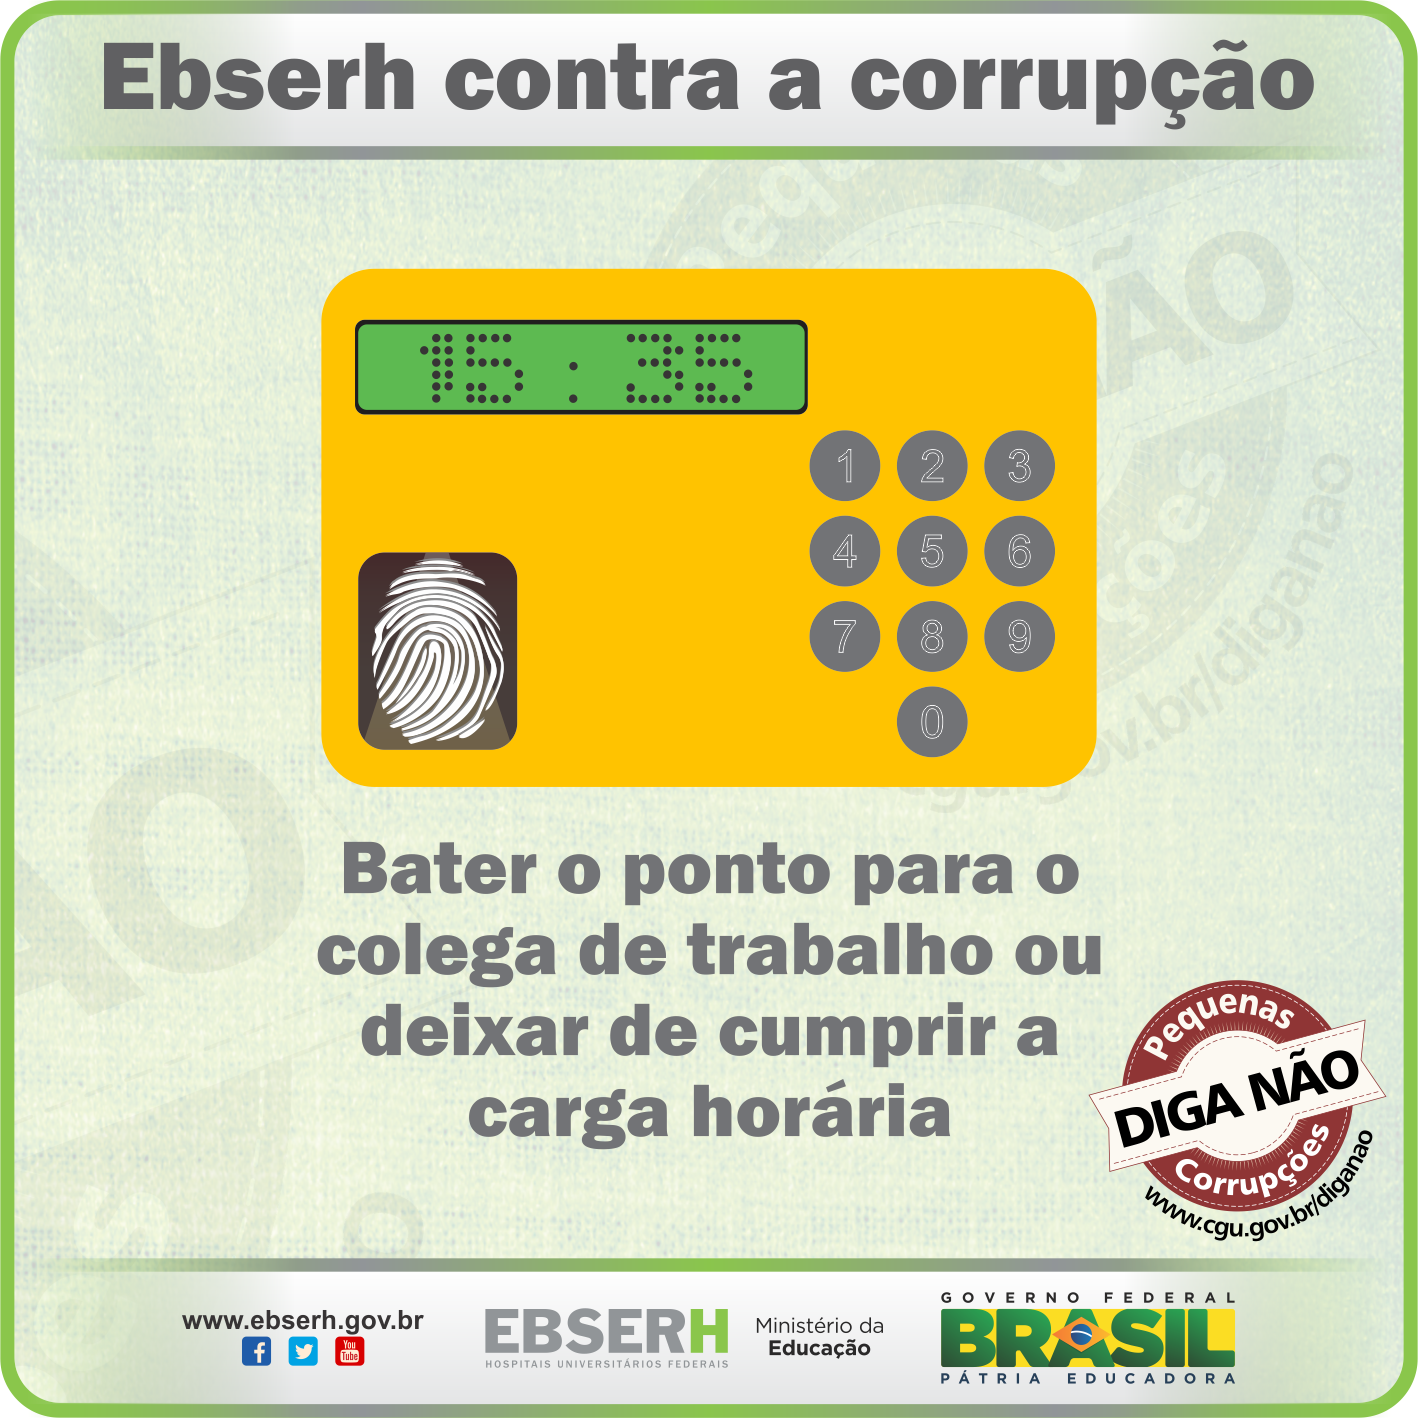 Ebserh contra a corrupção
15 : 35
1 2 3
4 5 6
7 8 9
0
Bater o ponto para o
colega de trabalho ou
deixar de cumprir a
carga horária
Pequenas
DIGA NÃO
Corrupções
www.cgu.gov.br/diganao
www.ebserh.gov.br
You
Tube
EBSERH
HOSPITAIS UNIVERSITÁRIOS FEDERAIS
Ministério da
Educação
GOVERNO FEDERAL
BRASIL
PÁTRIA EDUCADORA